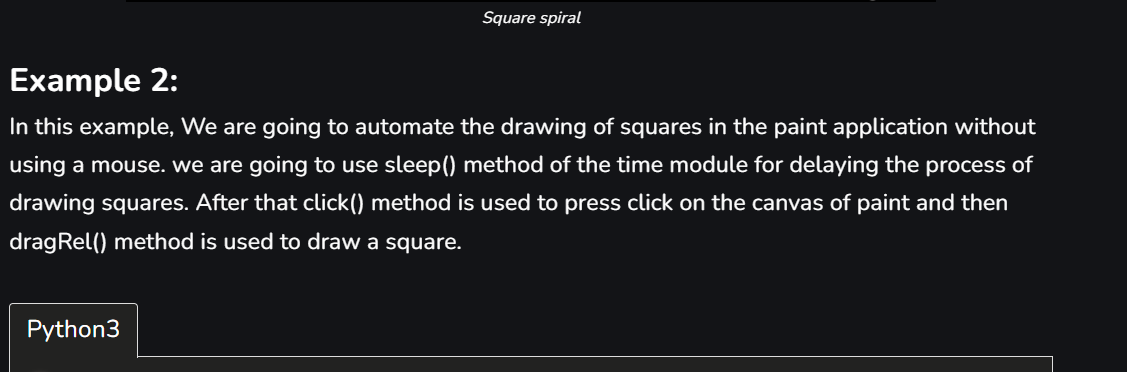 Square spiral
Example 2:
In this example, We are going to automate the drawing of squares in the paint application without
using a mouse. we are going to use sleep() method of the time module for delaying the process of
drawing squares. After that click() method is used to press click on the canvas of paint and then
dragRel() method is used to draw a square.
Python3